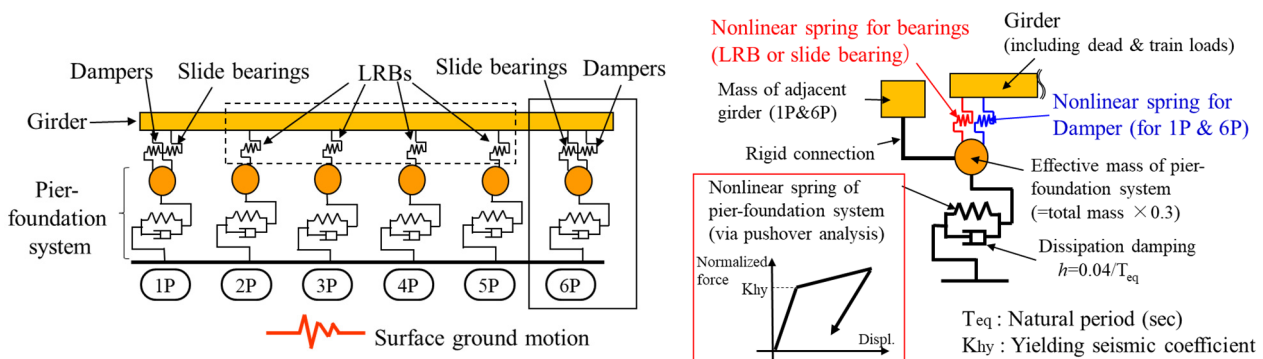 Dampers
Slide bearings
LRBs
Slide bearings
Dampers
Girder
Pier-
foundation
system
1P
2P
3P
4P
5P
6P
Surface ground motion
Nonlinear spring for bearings
(LRB or slide bearing)
Girder
(including dead & train loads)
Mass of adjacent
girder (1P&6P)
Nonlinear spring for
Damper (for 1P & 6P)
Rigid connection
Effective mass of pier-
foundation system
(=total mass ×0.3)
Nonlinear spring of
pier-foundation system
(via pushover analysis)
Dissipation damping
h=0.04/Teq
Normalized
force
Khy
Displ.
Teq : Natural period (sec)
Khy : Yielding seismic coefficient